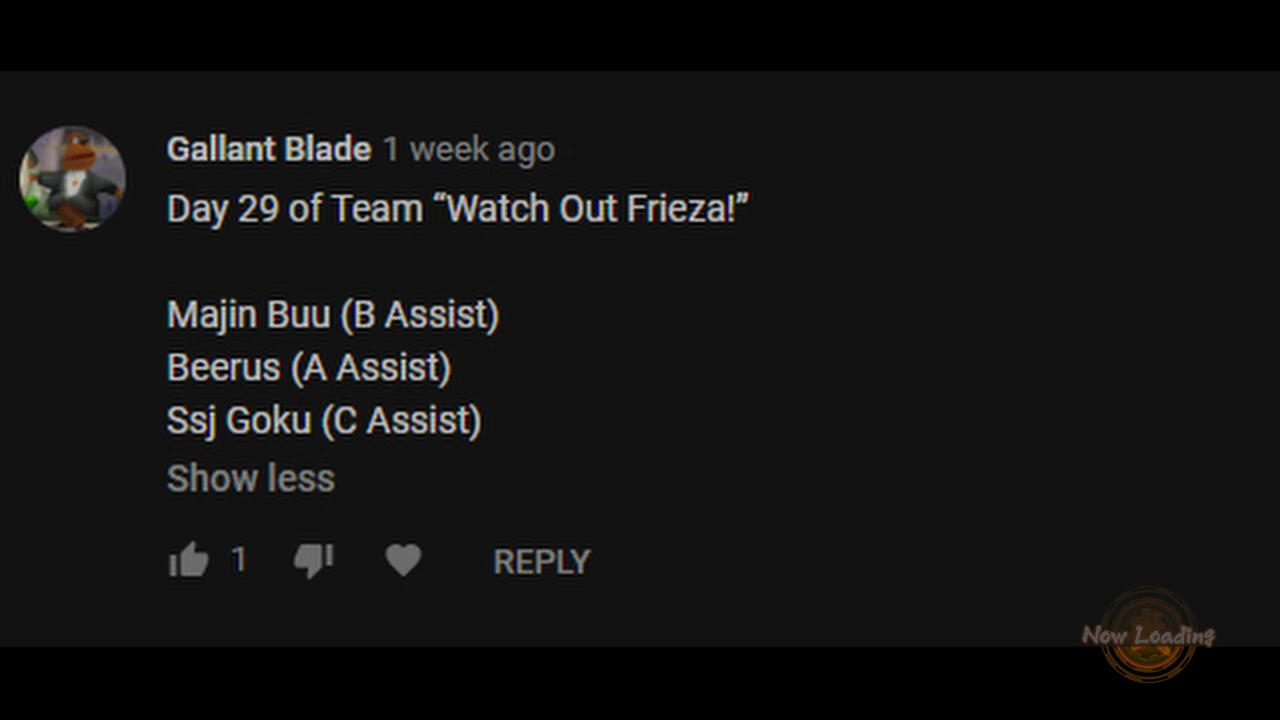 Gallant Blade 1 week ago
Day 29 of Team “Watch Out Frieza!”
Majin Buu (B Assist)
Beerus (A Assist)
Ssj Goku (C Assist)
Show less
1 REPLY
Now Loading